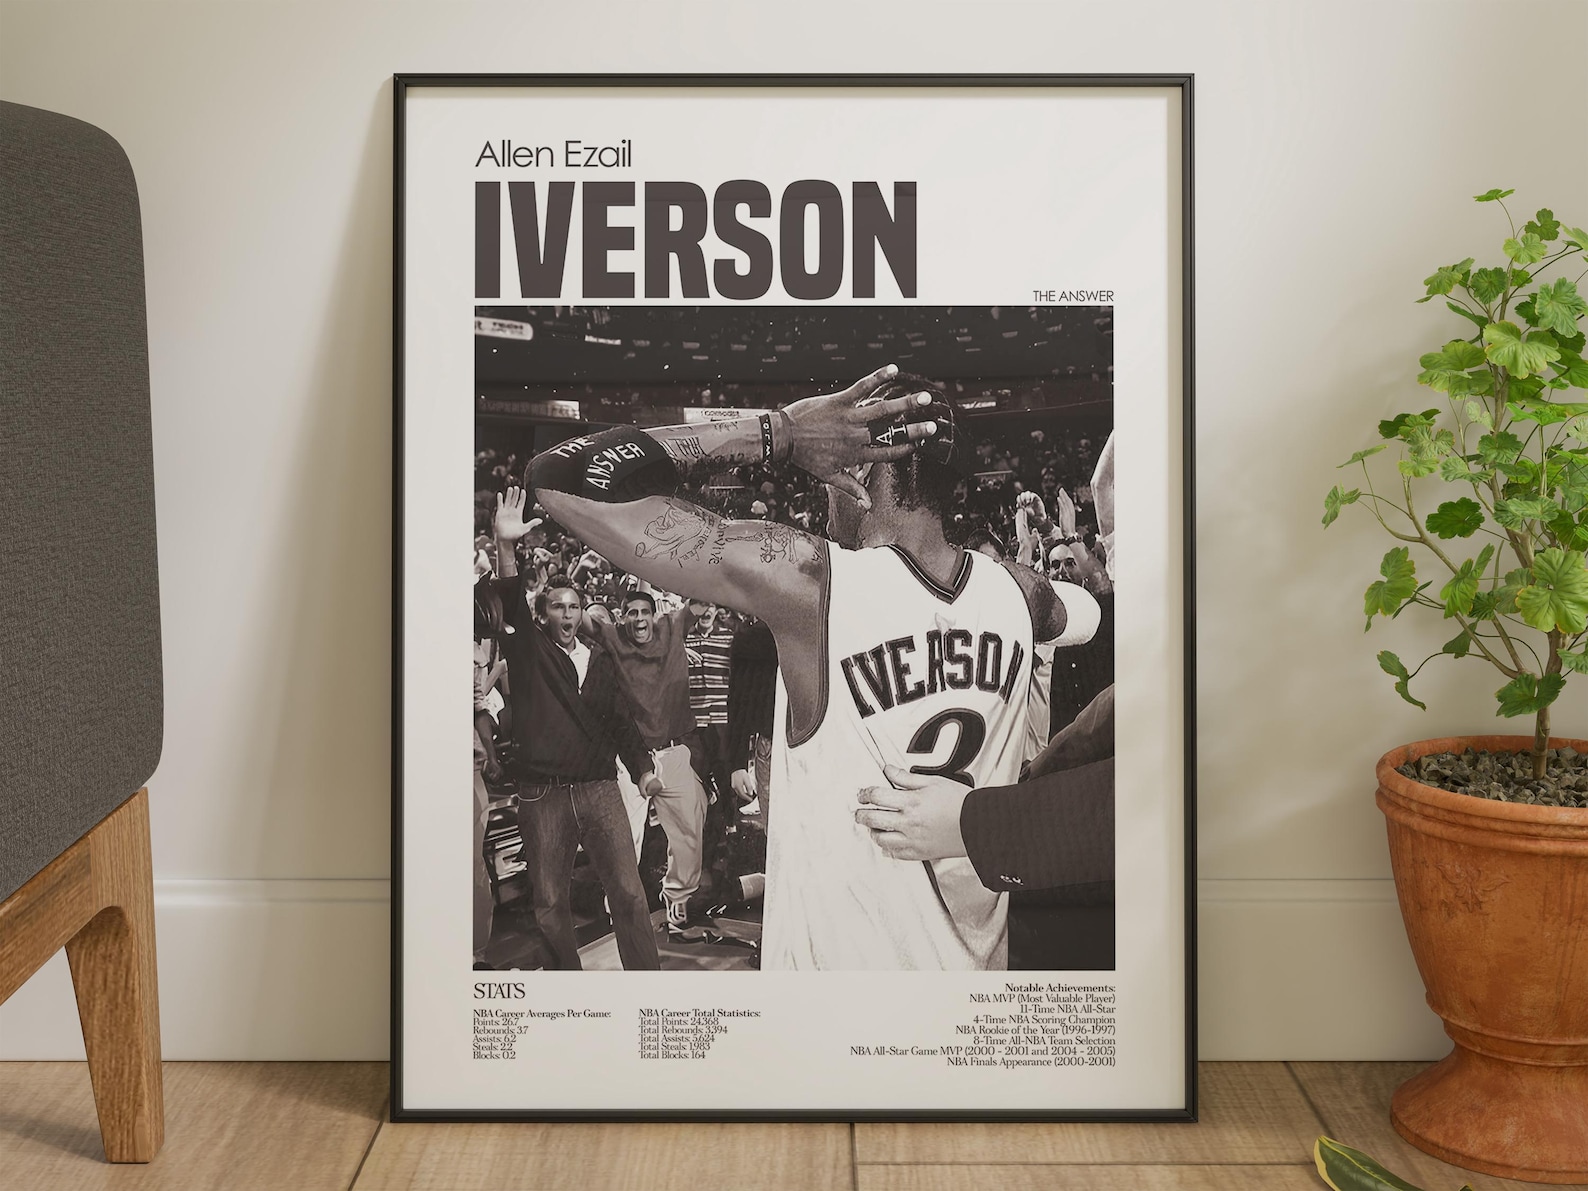 Allen Ezail
IVERSON
THE ANSWER
THE
ANSWER
AI
IVERSON
3
STATS
NBA Career Averages Per Game:
Points: 26.7
Rebounds: 3.7
Assists: 6.2
Steals: 2.2
Blocks: 0.2
NBA Career Total Statistics:
Total Points: 24,368
Total Rebounds: 3,394
Total Assists: 5,624
Total Steals: 1,983
Total Blocks: 164
Notable Achievements:
NBA MVP (Most Valuable Player)
11-Time NBA All-Star
4-Time NBA Scoring Champion
NBA Rookie of the Year (1996-1997)
8-Time All-NBA Team Selection
NBA All-Star Game MVP (2000 - 2001 and 2004 - 2005)
NBA Finals Appearance (2000-2001)